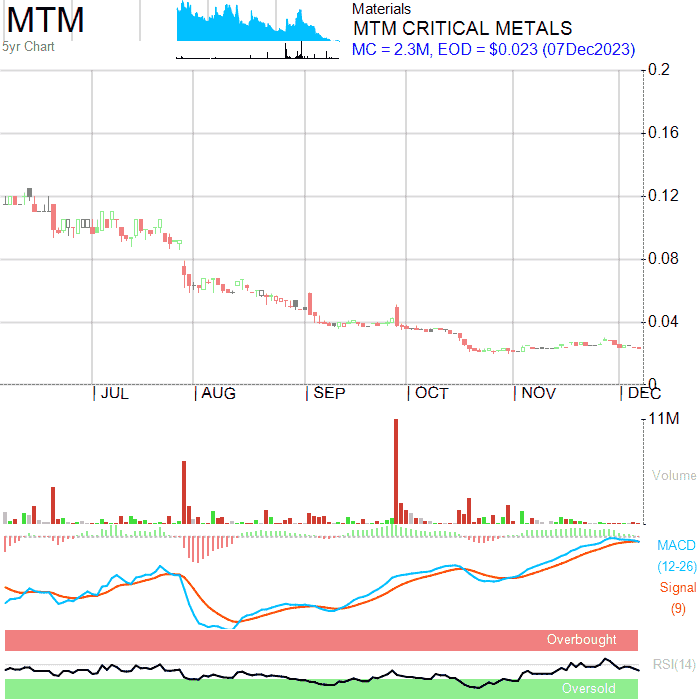 MTM
5yr Chart
Materials
MTM CRITICAL METALS
MC = 2.3M, EOD = $0.023 (07Dec2023)
0.2
0.16
0.12
0.08
0.04
0
JUL AUG SEP OCT NOV DEC
11M
Volume
MACD
(12-26)
Signal
(9)
Overbought
RSI(14)
Oversold